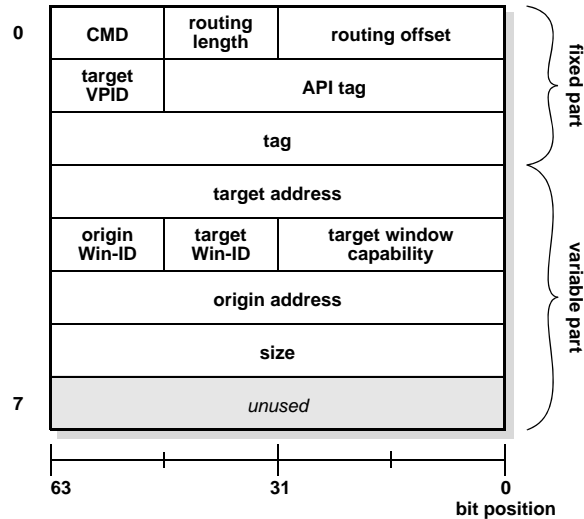 0
CMD
routing
length
routing offset
target
VPID
API tag
tag
target address
origin
Win-ID
target
Win-ID
target window
capability
origin address
size
7
unused
fixed part
variable part
63
31
0
bit position